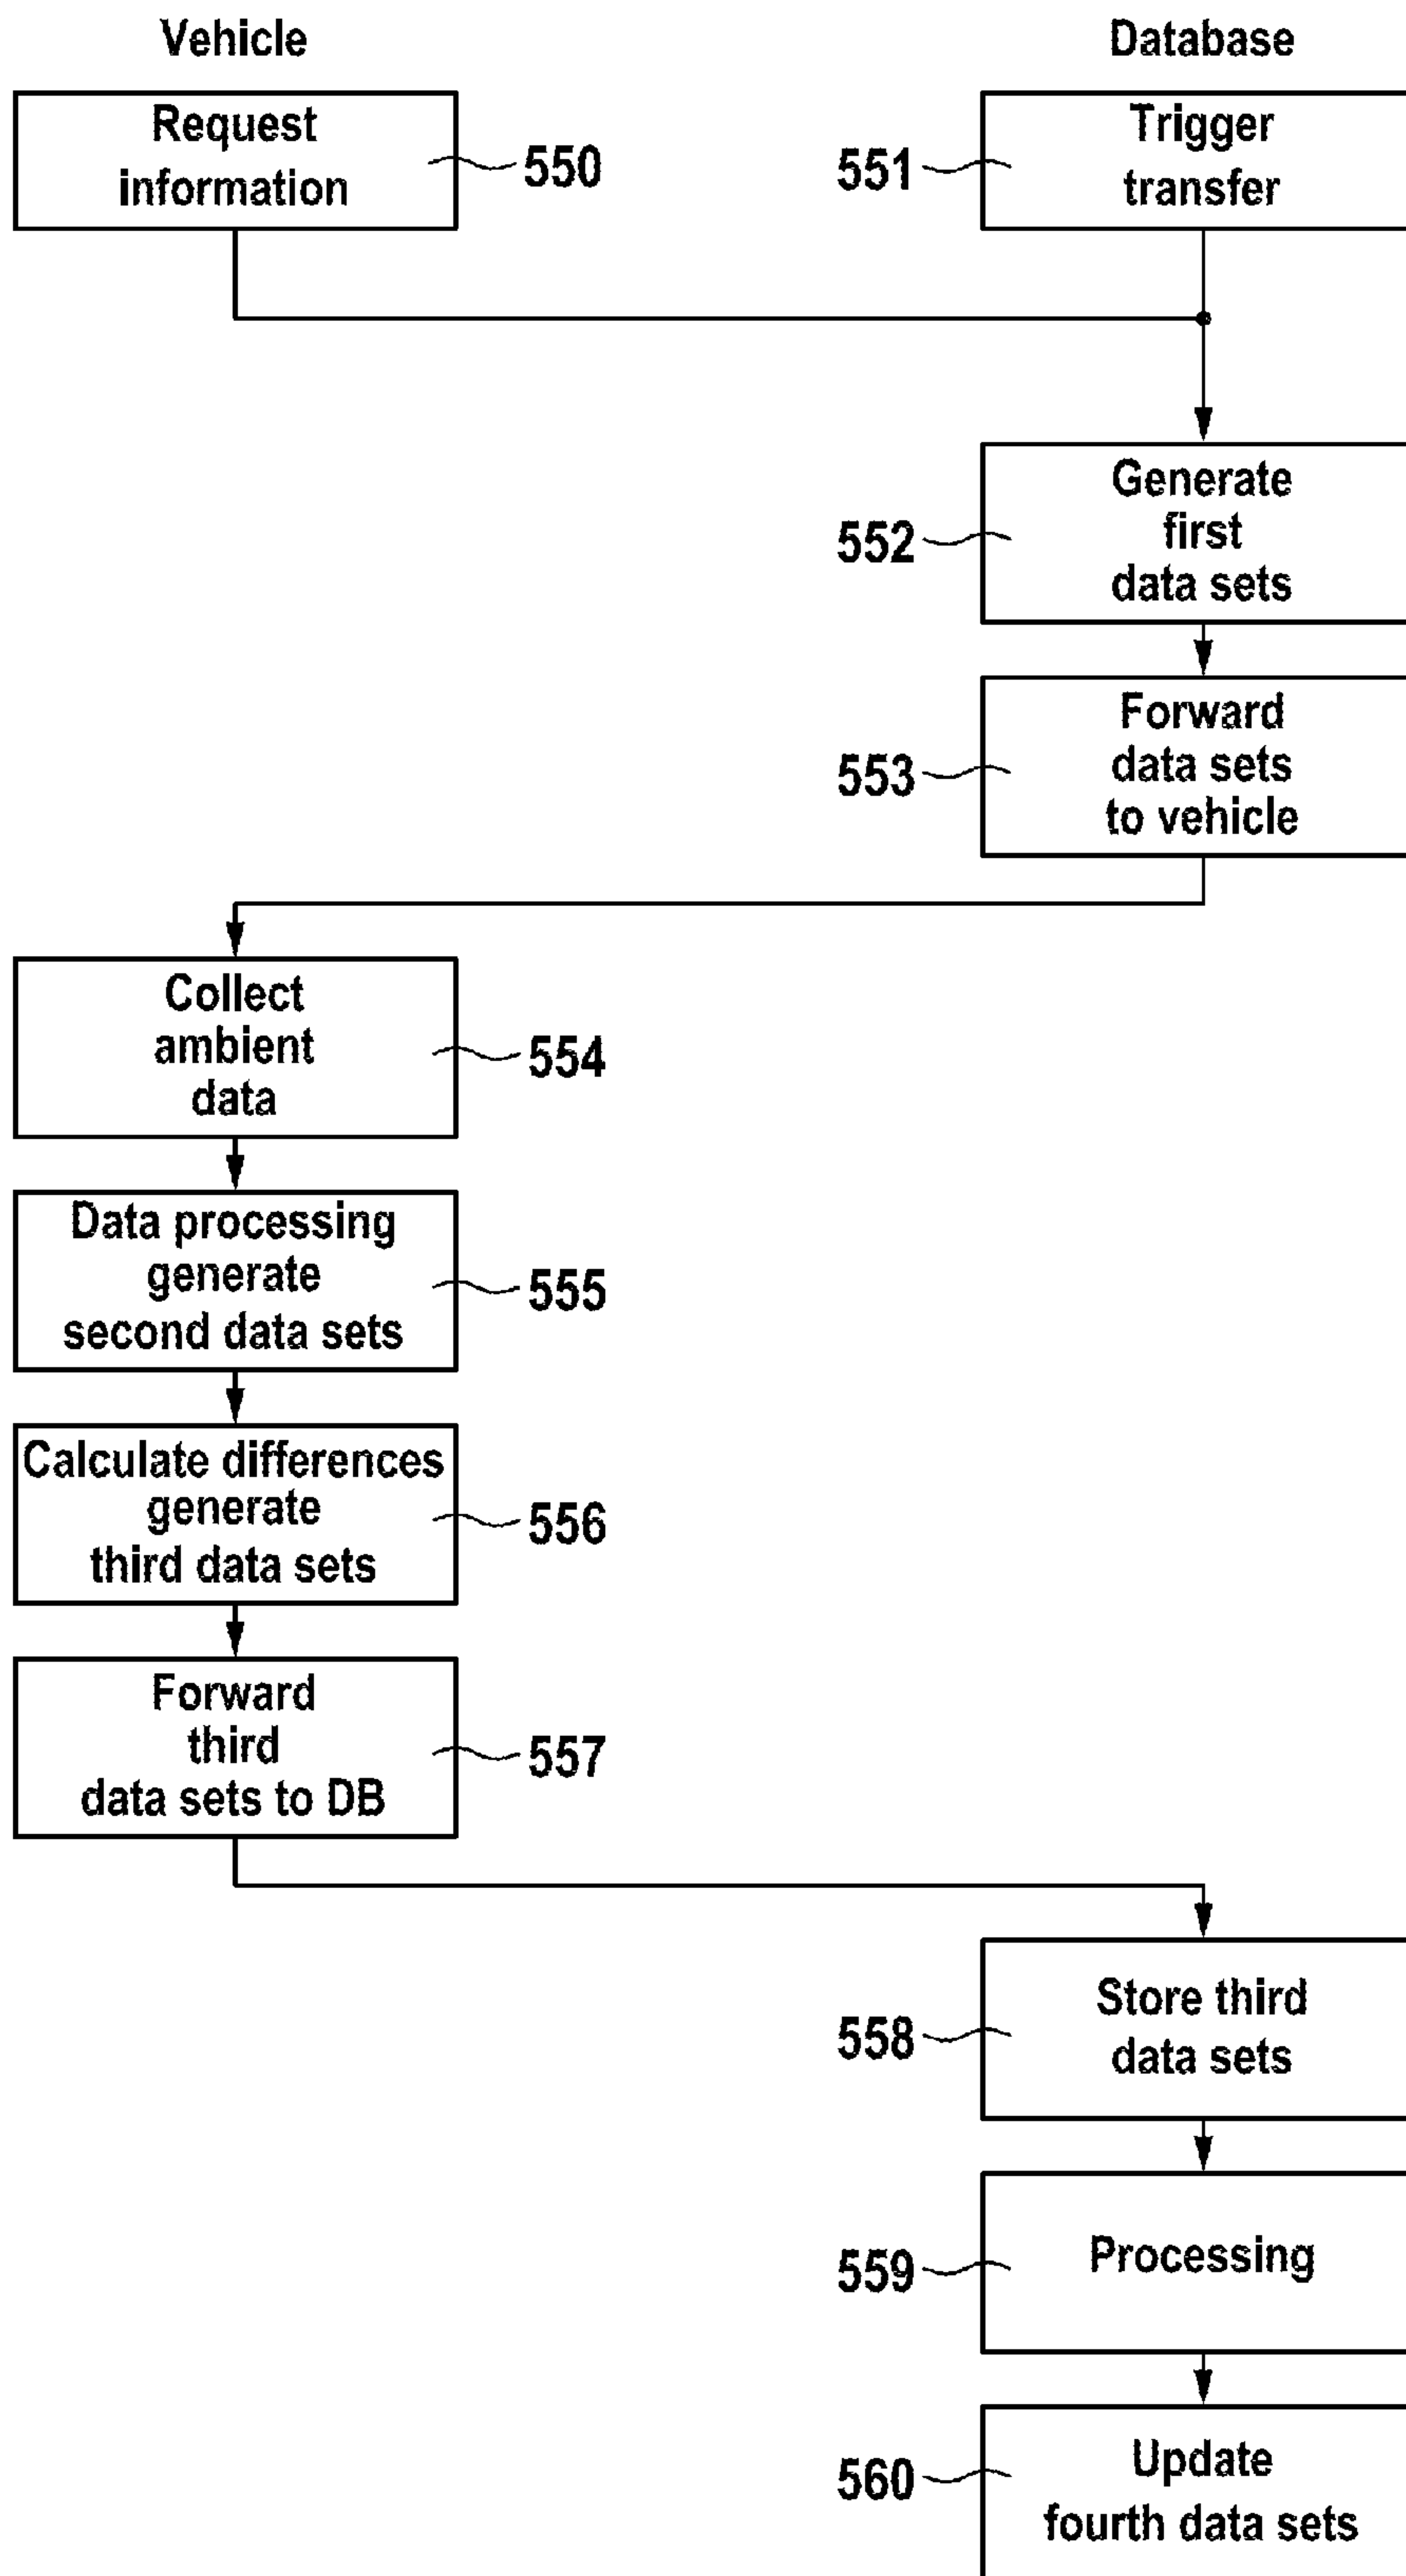 Vehicle
Database
Request
information
550
551
Trigger
transfer
552
Generate
first
data sets
553
Forward
data sets
to vehicle
Collect
ambient
data
554
Data processing
generate
second data sets
555
Calculate differences
generate
third data sets
556
Forward
third
data sets to DB
557
558
Store third
data sets
559
Processing
560
Update
fourth data sets